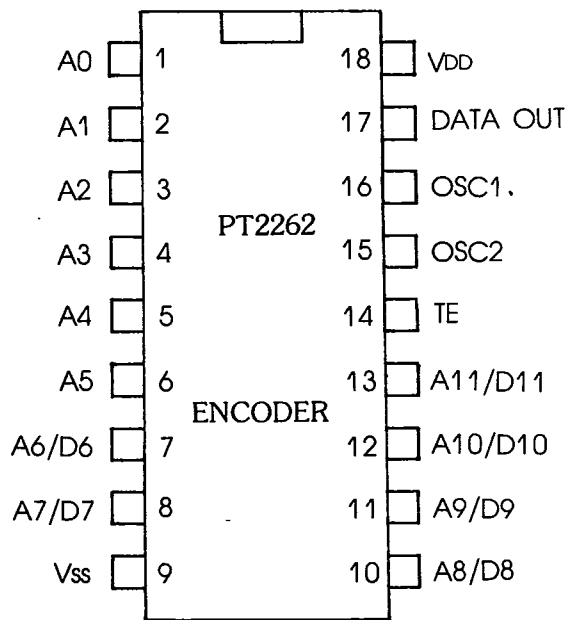 A0 1 18 VDD
A1 2 17 DATA OUT
A2 3 16 OSC1.
PT2262
A3 4 15 OSC2
A4 5 14 TE
A5 6 13 A11/D11
ENCODER
A6/D6 7 12 A10/D10
A7/D7 8 11 A9/D9
Vss 9 10 A8/D8